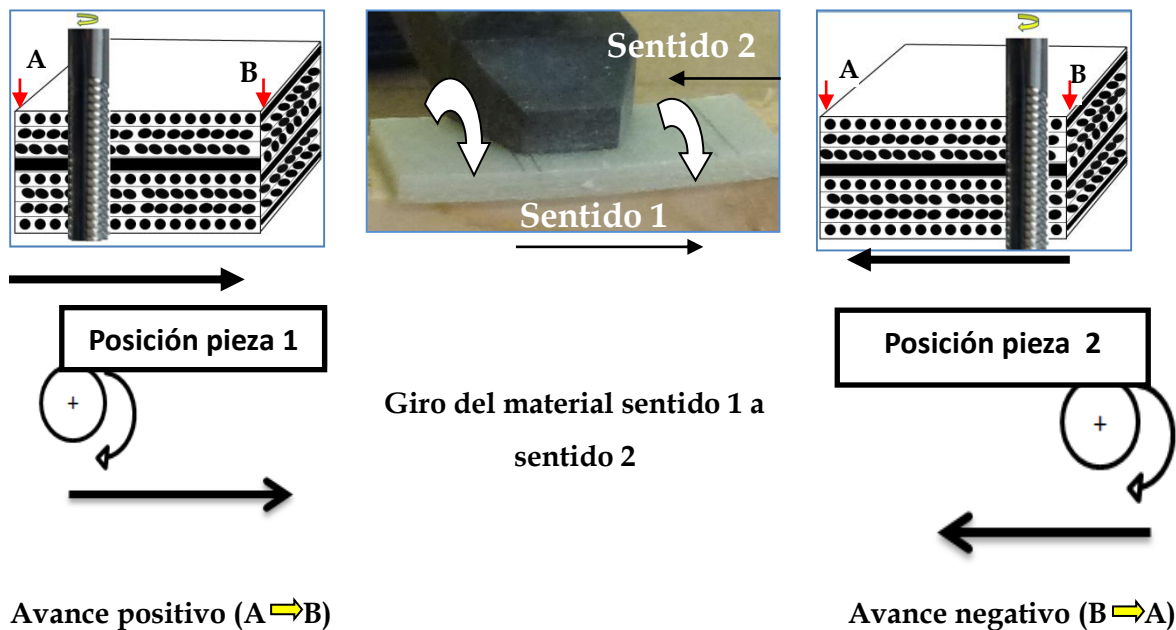 A
B
Sentido 2
Sentido 1
A
B
Posición pieza 1
+
Giro del material sentido 1 a
sentido 2
Posición pieza 2
+
Avance positivo (A ➡ B)
Avance negativo (B ➡ A)